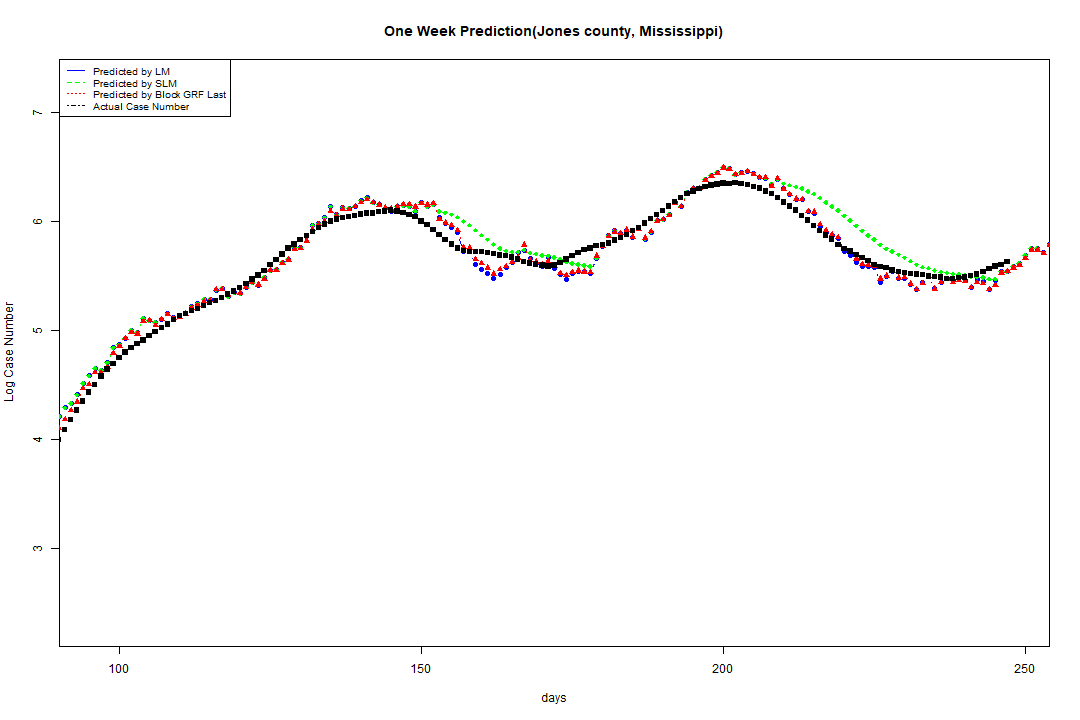 One Week Prediction(Jones county, Mississippi)
Predicted by LM
Predicted by SLM
Predicted by Block GRF Last
Actual Case Number
7
6
5
4
3
Log Case Number
100 150 200 250
days